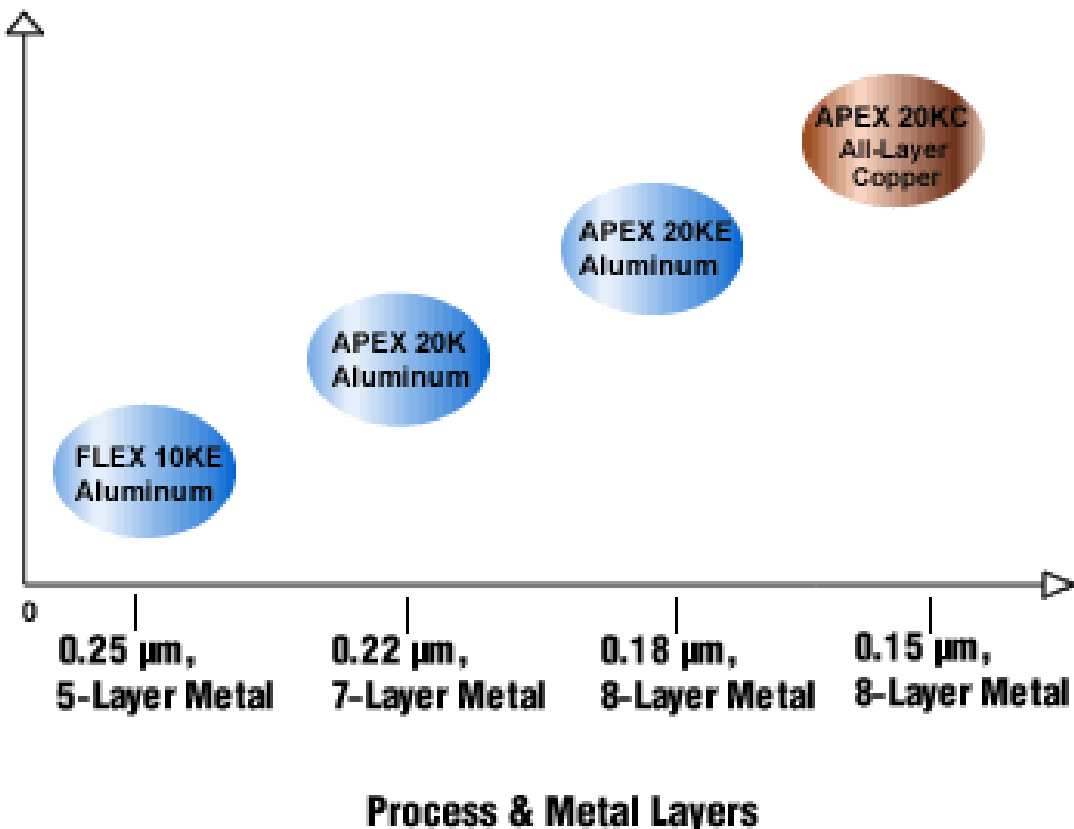 APEX 20KC
All-Layer
Copper
APEX 20KE
Aluminum
APEX 20K
Aluminum
FLEX 10KE
Aluminum
0
0.25 µm,
5-Layer Metal
0.22 µm,
7-Layer Metal
0.18 µm,
8-Layer Metal
0.15 µm,
8-Layer Metal
Process & Metal Layers